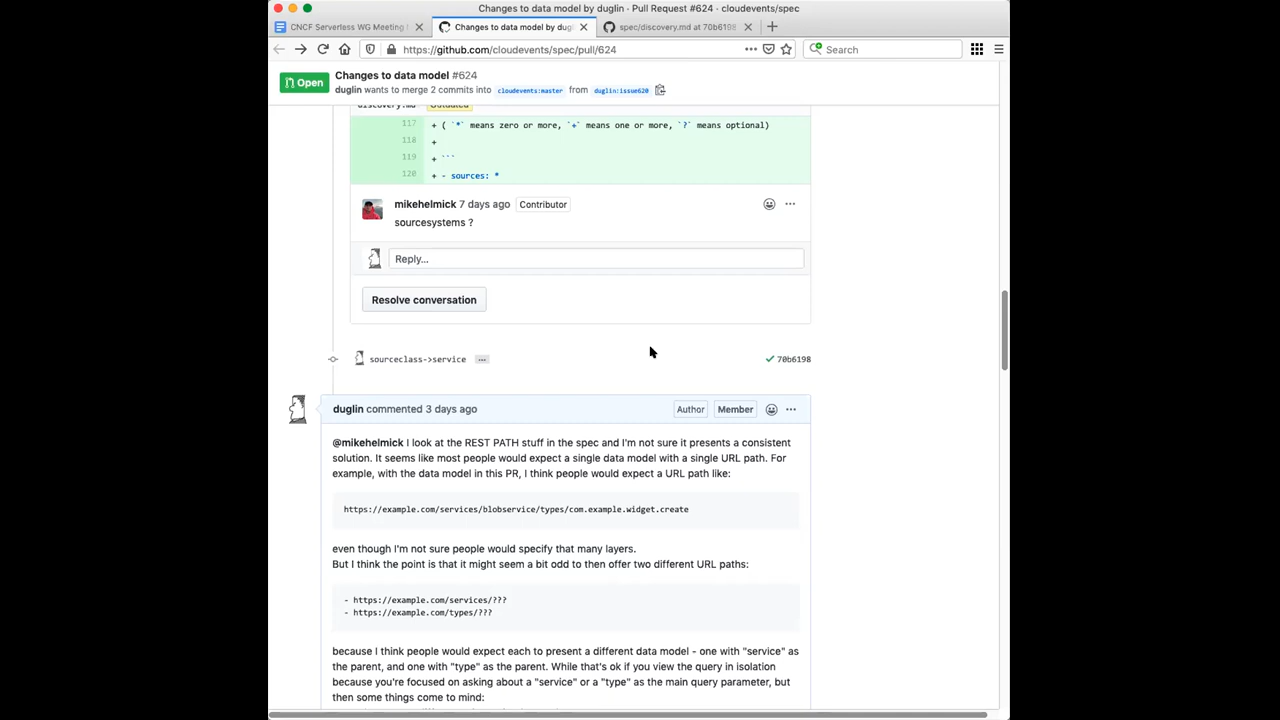 Changes to data model by duglin · Pull Request #624 · cloudevents/spec
CNCF Serverless WG Meeting
Changes to data model by dugl
spec/discovery.md at 70b6198
https://github.com/cloudevents/spec/pull/624
Search
Open
Changes to data model #624
duglin wants to merge 2 commits into cloudevents:master from duglin:issue620
discovery.md Outdated
117 + ( `*` means zero or more, `+` means one or more, `?` means optional)
118 +
119 + ```
120 + - sources: *
mikehelmick 7 days ago Contributor
sourcesystems ?
Reply...
Resolve conversation
sourceclass->service ... 70b6198
duglin commented 3 days ago Author Member
@mikehelmick I look at the REST PATH stuff in the spec and I'm not sure it presents a consistent
solution. It seems like most people would expect a single data model with a single URL path. For
example, with the data model in this PR, I think people would expect a URL path like:
https://example.com/services/blobservice/types/com.example.widget.create
even though I'm not sure people would specify that many layers.
But I think the point is that it might seem a bit odd to then offer two different URL paths:
- https://example.com/services/???
- https://example.com/types/???
because I think people would expect each to present a different data model - one with "service" as
the parent, and one with "type" as the parent. While that's ok if you view the query in isolation
because you're focused on asking about a "service" or a "type" as the main query parameter, but
then some things come to mind: